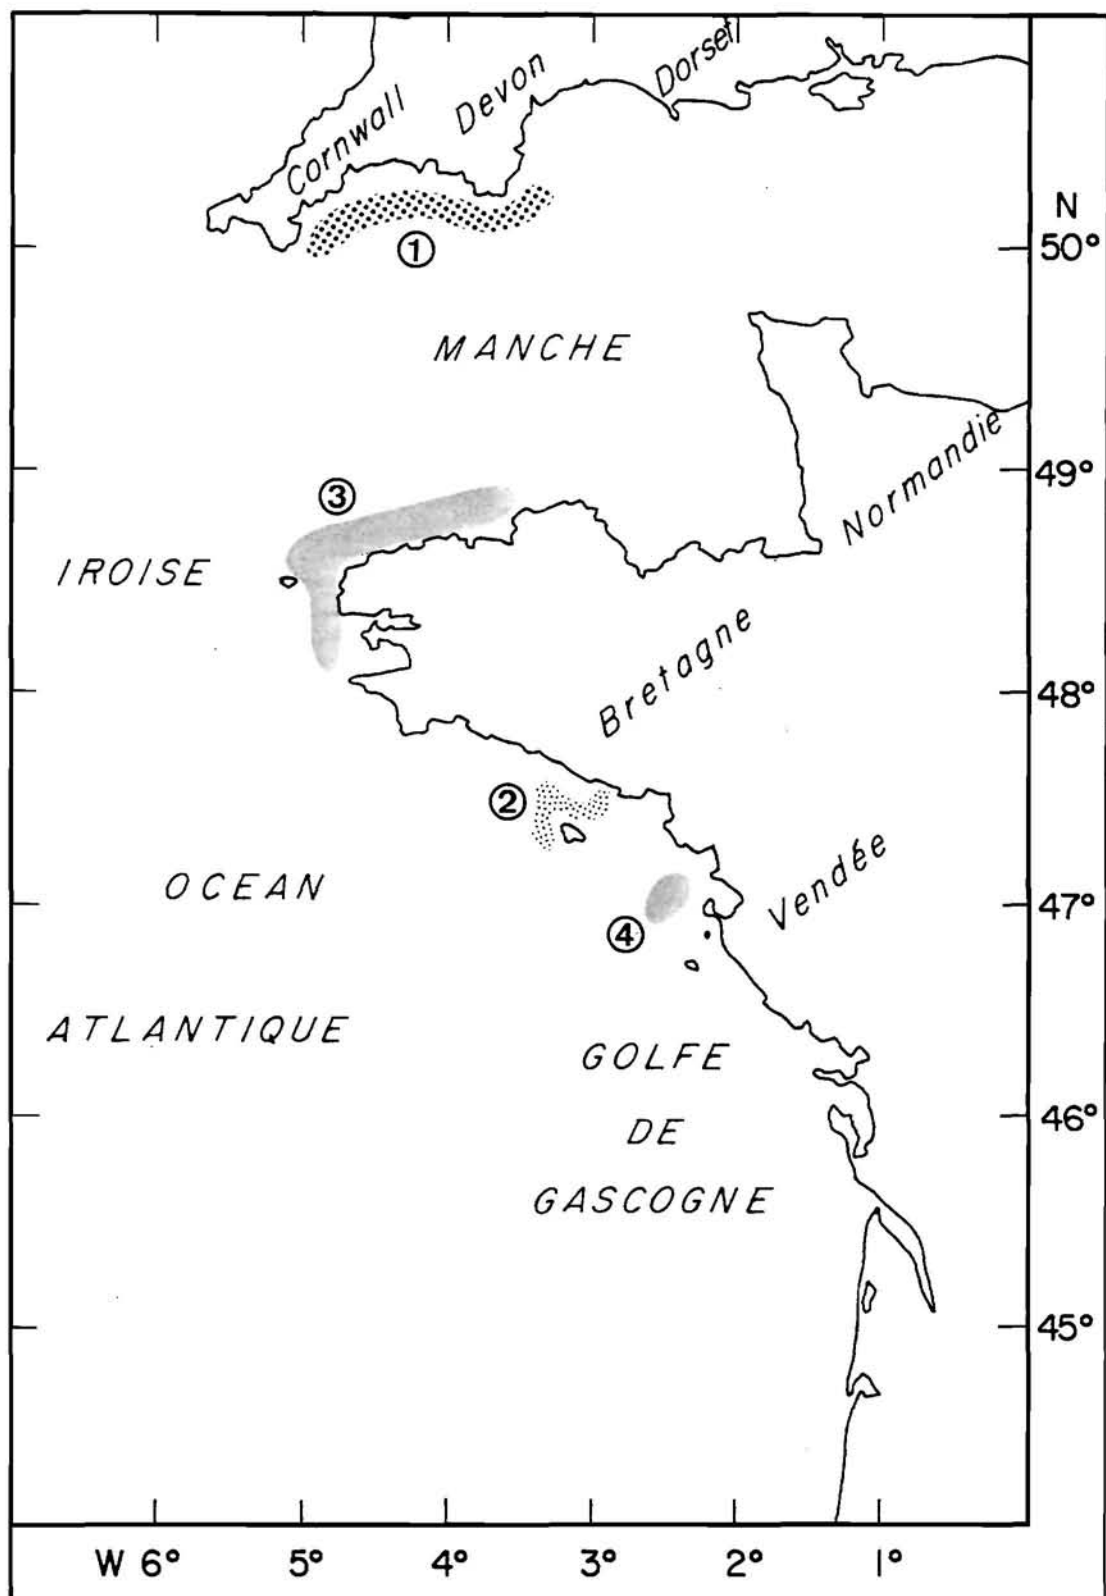 Cornwall
Devon
Dorset
N
50°
①
MANCHE
49°
Normandie
③
IROISE
48°
Bretagne
②
OCEAN
47°
Vendée
④
ATLANTIQUE
GOLFE
46°
DE
GASCOGNE
45°
W 6° 5° 4° 3° 2° 1°